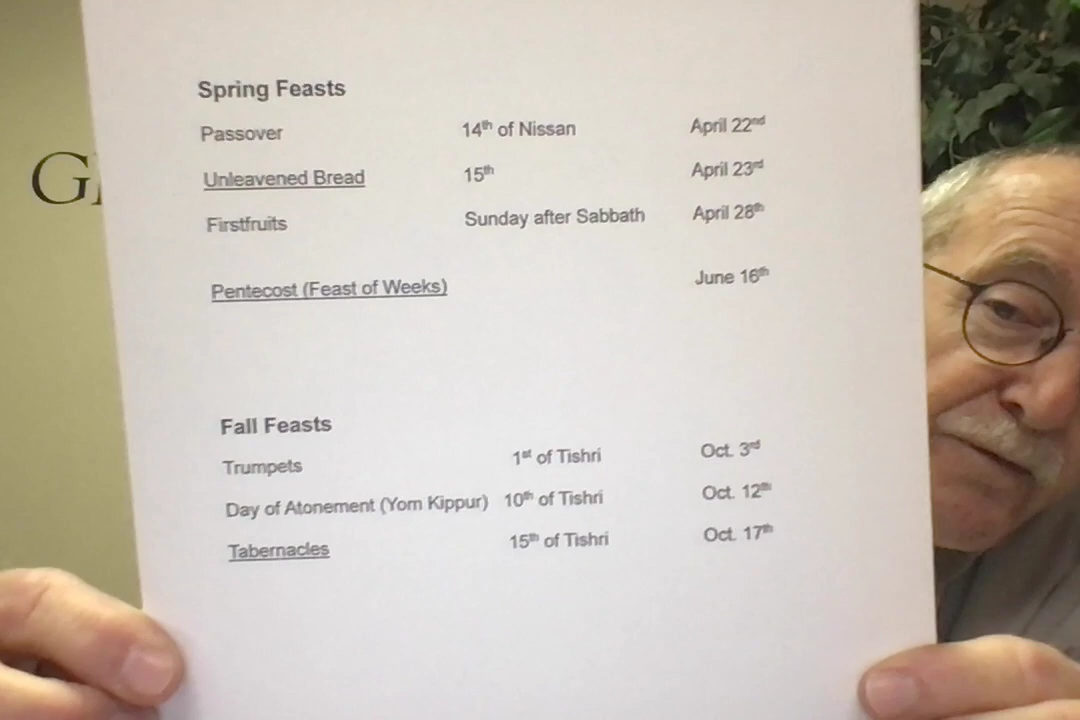 G
Spring Feasts
Passover 14th of Nissan April 22nd
Unleavened Bread 15th April 23rd
Firstfruits Sunday after Sabbath April 28th
Pentecost (Feast of Weeks) June 16th
Fall Feasts
Trumpets 1st of Tishri Oct. 3rd
Day of Atonement (Yom Kippur) 10th of Tishri Oct. 12th
Tabernacles 15th of Tishri Oct. 17th